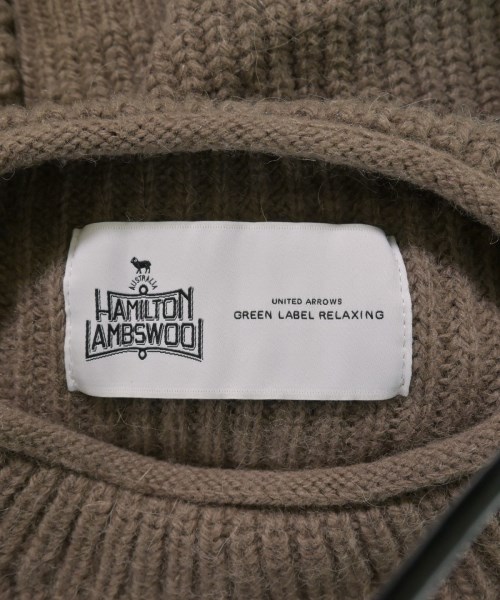 AUSTRALIA
HAMILTON
LAMBSWOOL
UNITED ARROWS
GREEN LABEL RELAXING